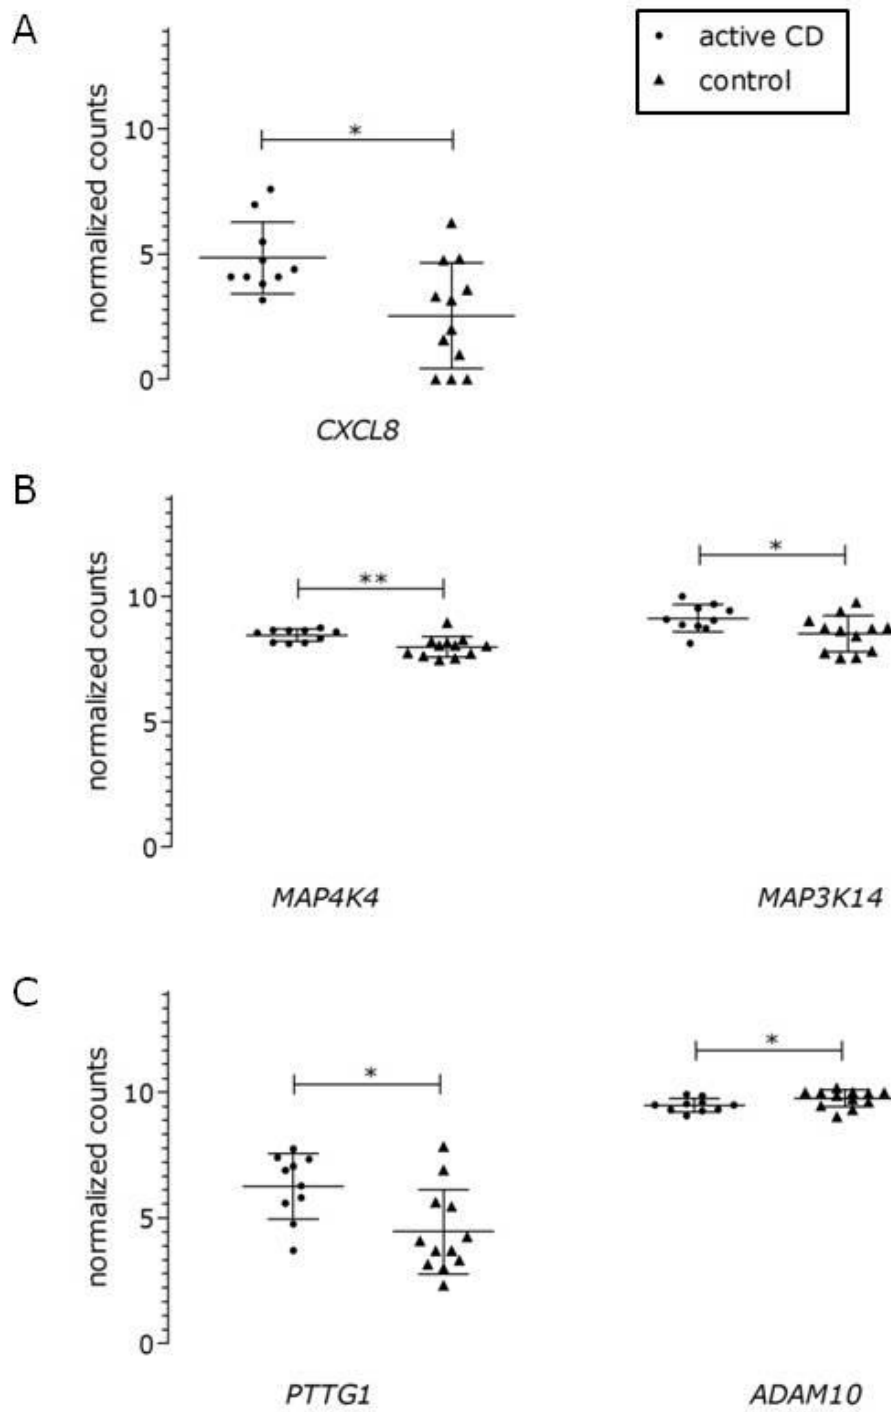 A
active CD
control
normalized counts
10
5
0
*
CXCL8
B
normalized counts
10
5
0
**
*
MAP4K4
MAP3K14
C
normalized counts
10
5
0
*
*
PTTG1
ADAM10